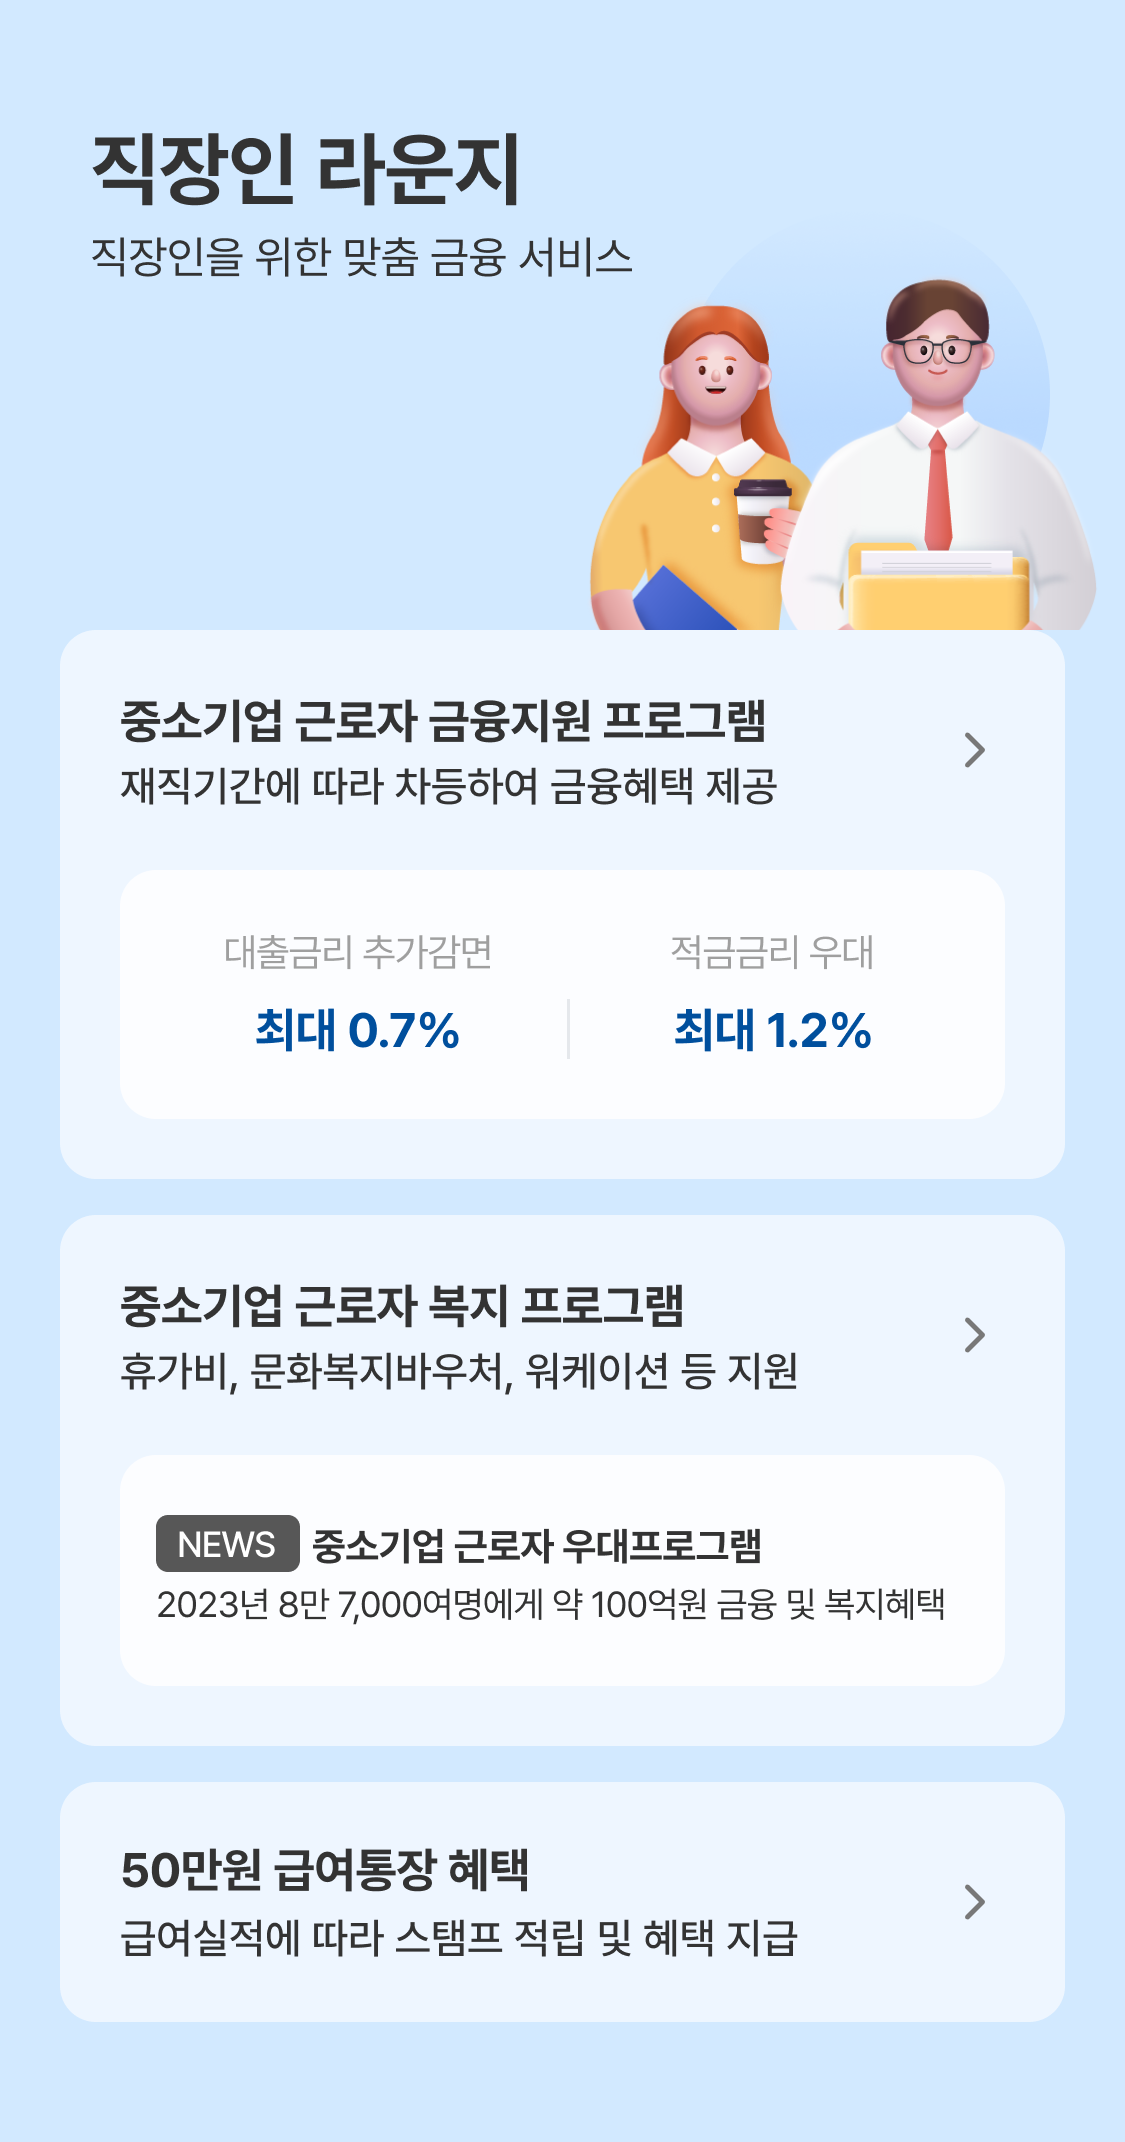 직장인 라운지
직장인을 위한 맞춤 금융 서비스
중소기업 근로자 금융지원 프로그램
재직기간에 따라 차등하여 금융혜택 제공
대출금리 추가감면
최대 0.7%
적금금리 우대
최대 1.2%
중소기업 근로자 복지 프로그램
휴가비, 문화복지바우처, 워케이션 등 지원
NEWS 중소기업 근로자 우대프로그램
2023년 8만 7,000여명에게 약 100억원 금융 및 복지혜택
50만원 급여통장 혜택
급여실적에 따라 스탬프 적립 및 혜택 지급